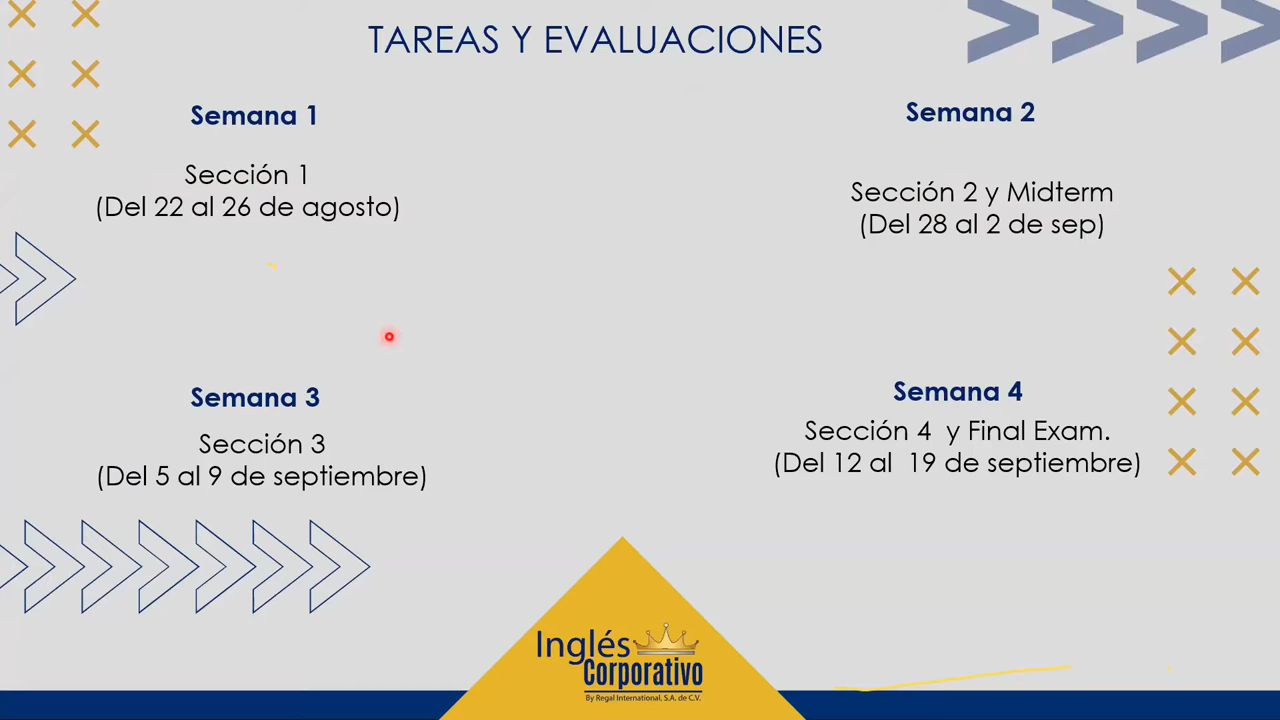 TAREAS Y EVALUACIONES
Semana 1
Sección 1
(Del 22 al 26 de agosto)
Semana 2
Sección 2 y Midterm
(Del 28 al 2 de sep)
Semana 3
Sección 3
(Del 5 al 9 de septiembre)
Semana 4
Sección 4 y Final Exam.
(Del 12 al 19 de septiembre)
Inglés
Corporativo
By Regal International, S.A. de C.V.